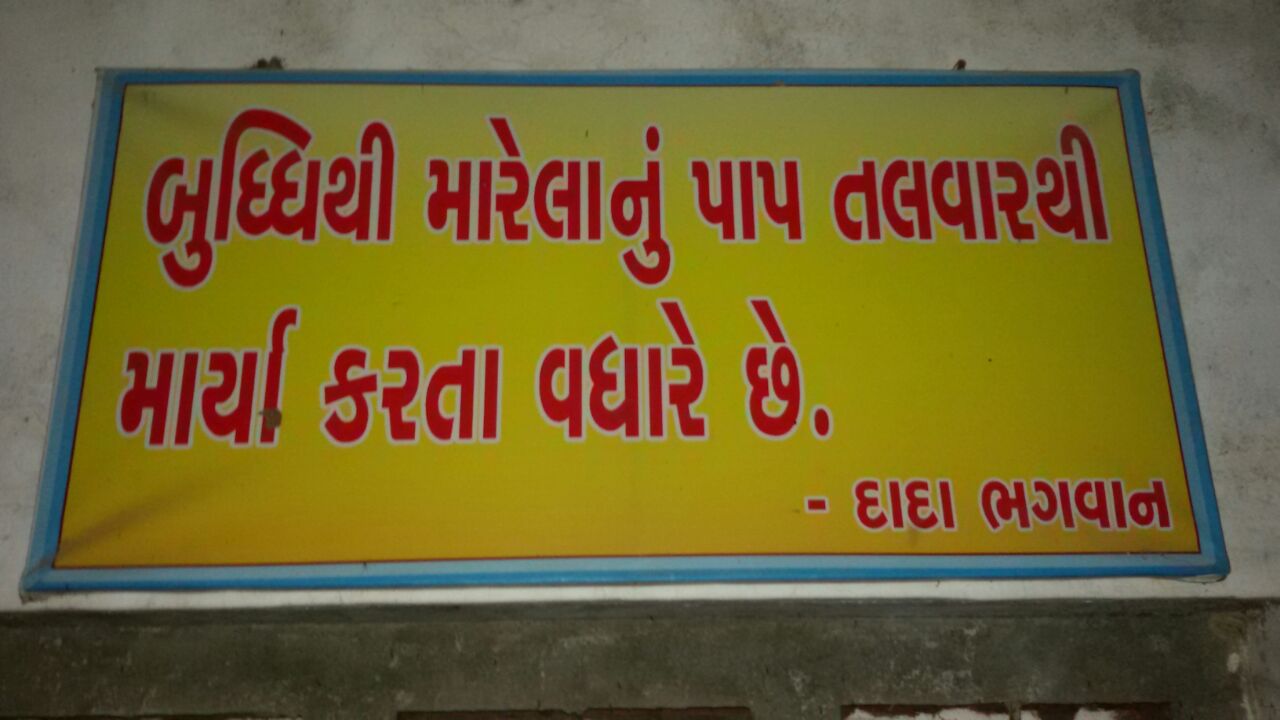 બુધ્ધિથી મારેલાનું પાપ તલવારથી
માર્યા કરતા વધારે છે.
- દાદા ભગવાન